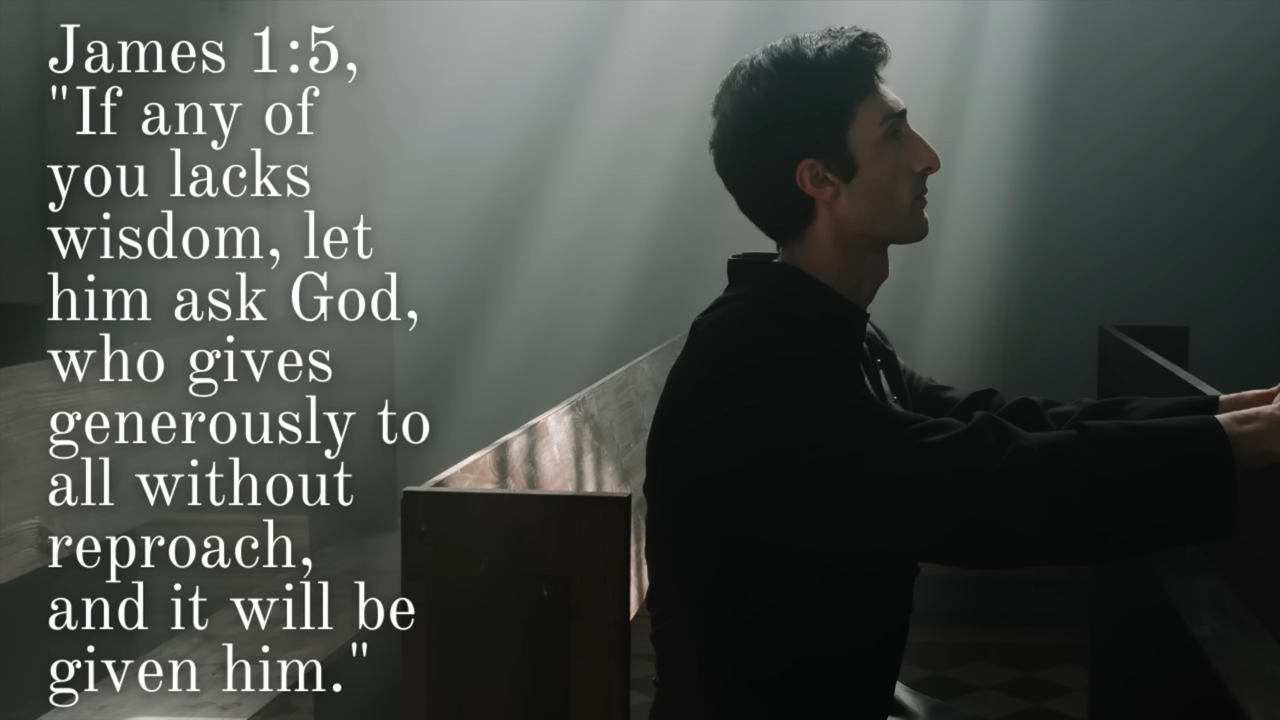 James 1:5,
"If any of
you lacks
wisdom, let
him ask God,
who gives
generously to
all without
reproach,
and it will be
given him."